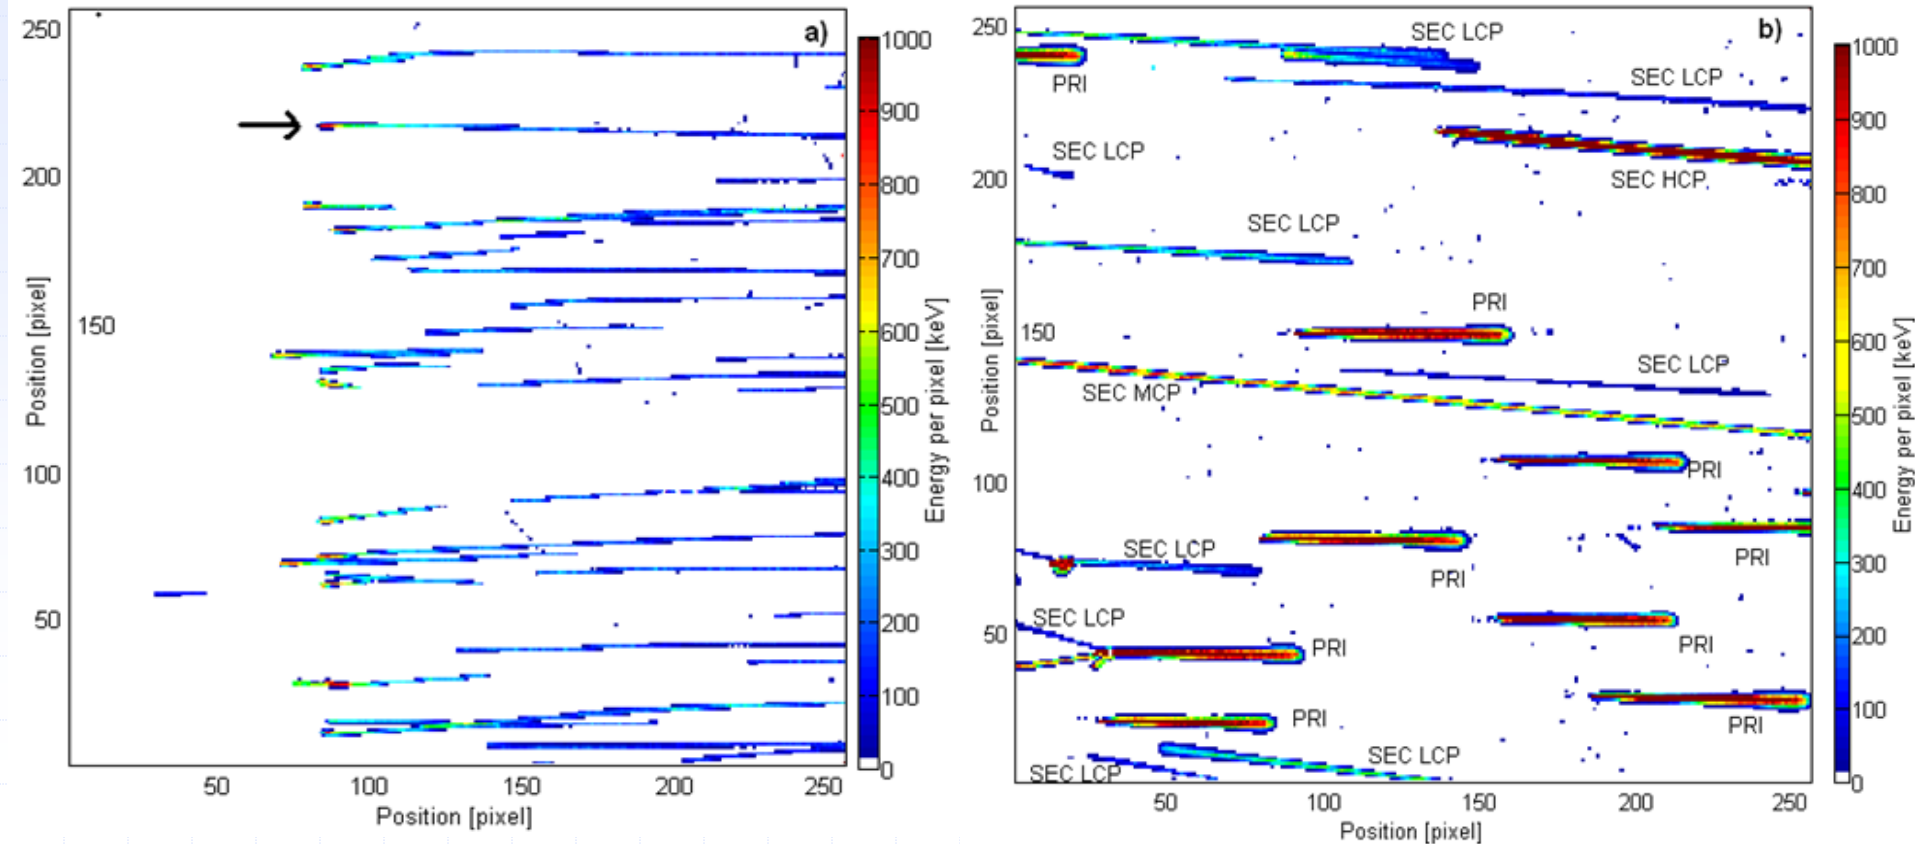 a)
250
200
150
100
50
50
100
150
200
250
Position [pixel]
Position [pixel]
1000
900
800
700
600
500
400
300
200
100
0
Energy per pixel [keV]
b)
250
200
150
100
50
50
100
150
200
250
Position [pixel]
Position [pixel]
SEC LCP
PRI
SEC LCP
SEC LCP
SEC HCP
SEC LCP
PRI
SEC LCP
SEC MCP
PRI
SEC LCP
PRI
PRI
SEC LCP
PRI
PRI
PRI
PRI
SEC LCP
SEC LCP
1000
900
800
700
600
500
400
300
200
100
0
Energy per pixel [keV]